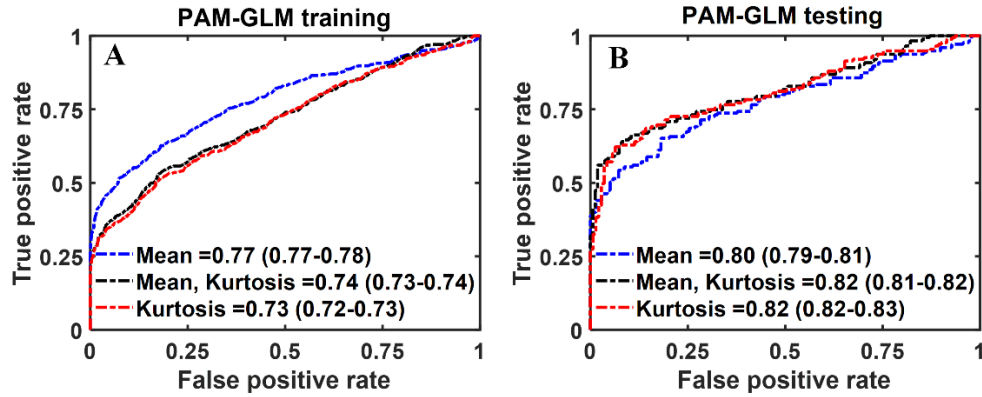 PAM-GLM training
A
True positive rate
1
0.75
0.5
0.25
0
Mean =0.77 (0.77-0.78)
Mean, Kurtosis =0.74 (0.73-0.74)
Kurtosis =0.73 (0.72-0.73)
0 0.25 0.5 0.75 1
False positive rate
PAM-GLM testing
B
True positive rate
1
0.75
0.5
0.25
0
Mean =0.80 (0.79-0.81)
Mean, Kurtosis =0.82 (0.81-0.82)
Kurtosis =0.82 (0.82-0.83)
0 0.25 0.5 0.75 1
False positive rate